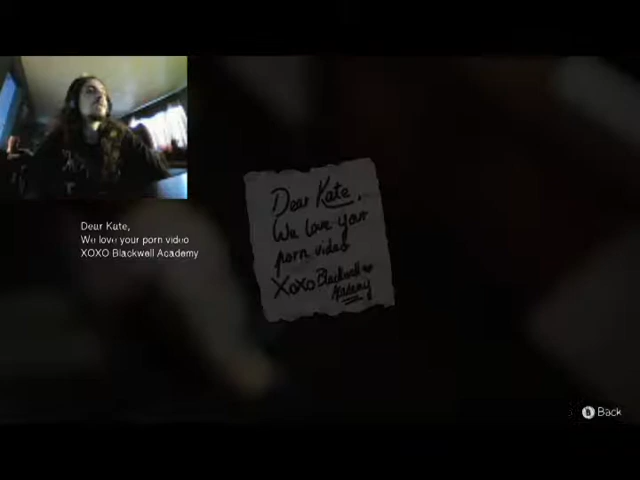 Dear Kate,
We love your porn video
XOXO Blackwell Academy
Dear Kate,
We love your
porn video
XoXo Blackwell
Academy
Back